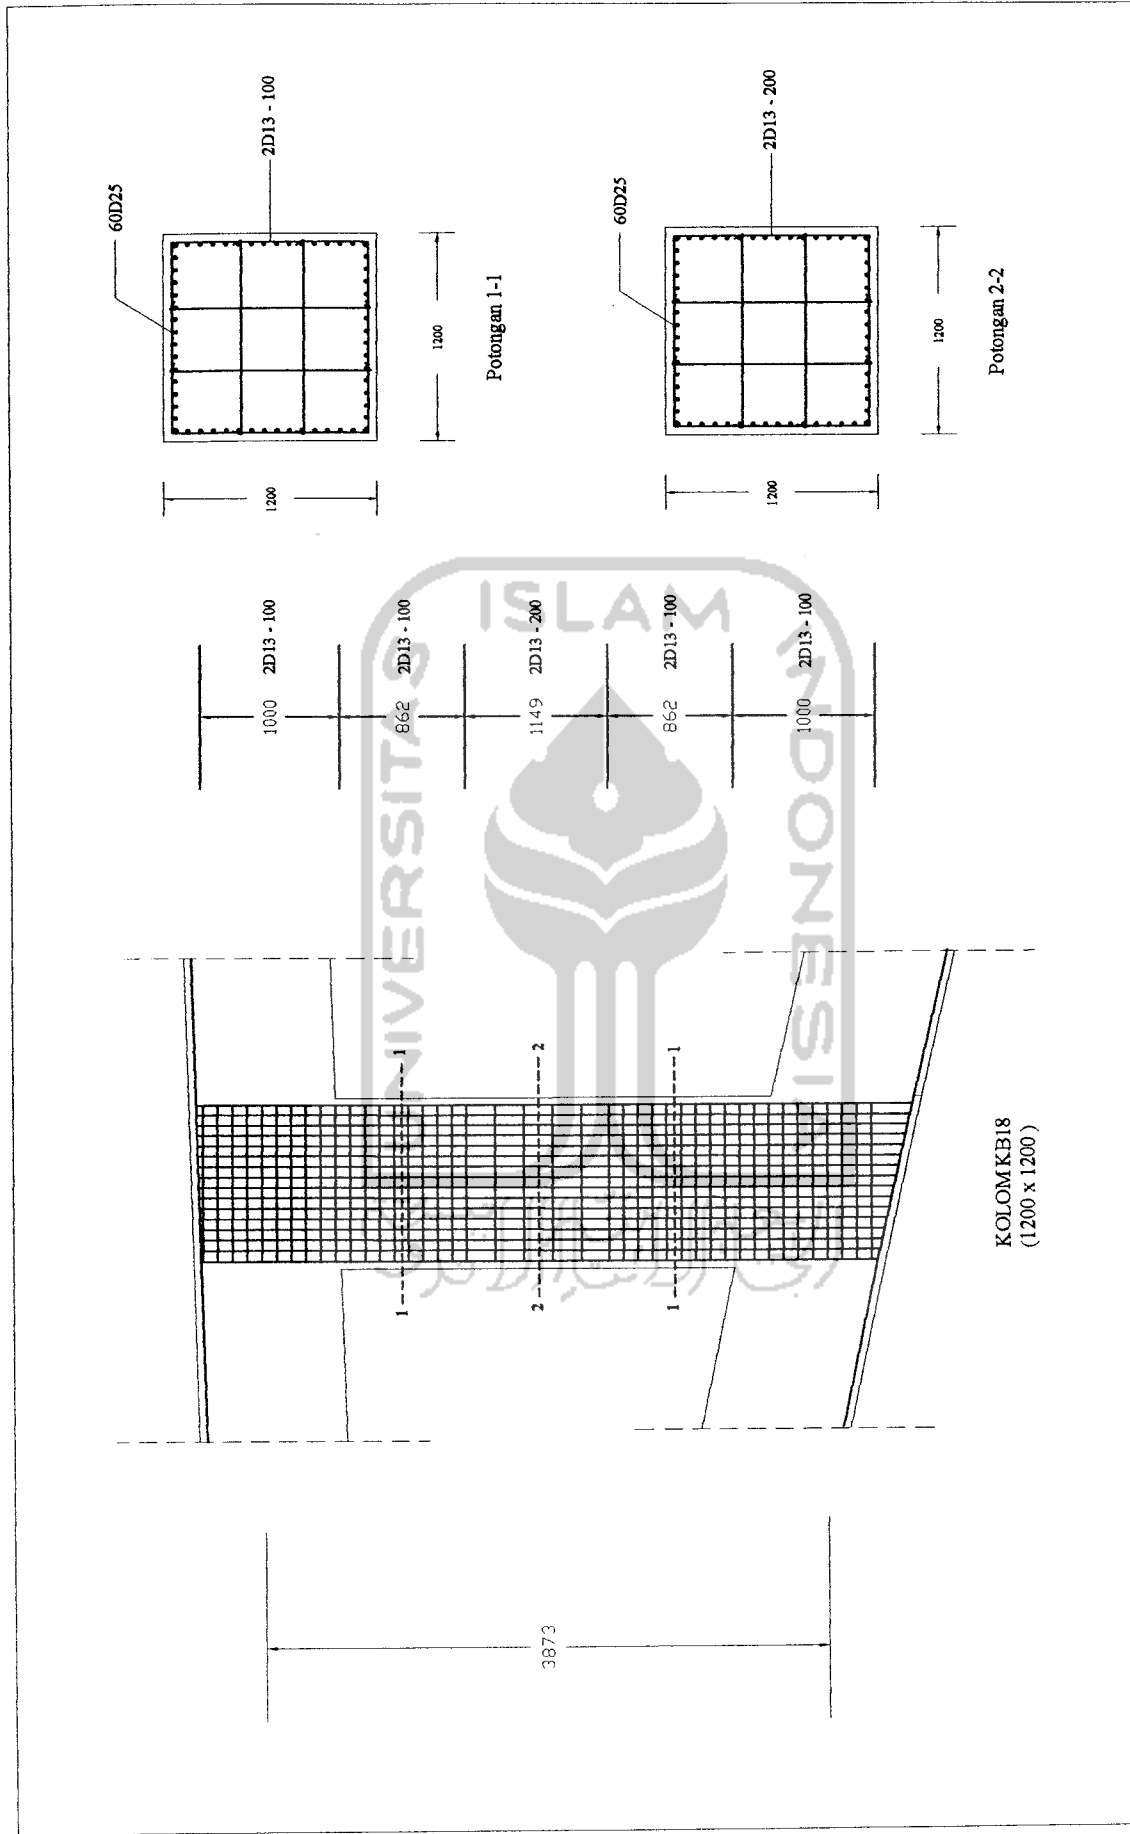 60D25
2D13 - 100
1200
1200
Potongan 1-1
60D25
2D13 - 200
1200
1200
Potongan 2-2
1000
2D13 - 100
862
2D13 - 100
1149
2D13 - 200
862
2D13 - 100
1000
2D13 - 100
1
1
2
2
1
1
3873
KOLOM KB18
(1200 x 1200 )
UNIVERSITAS
ISLAM
INDONESIA